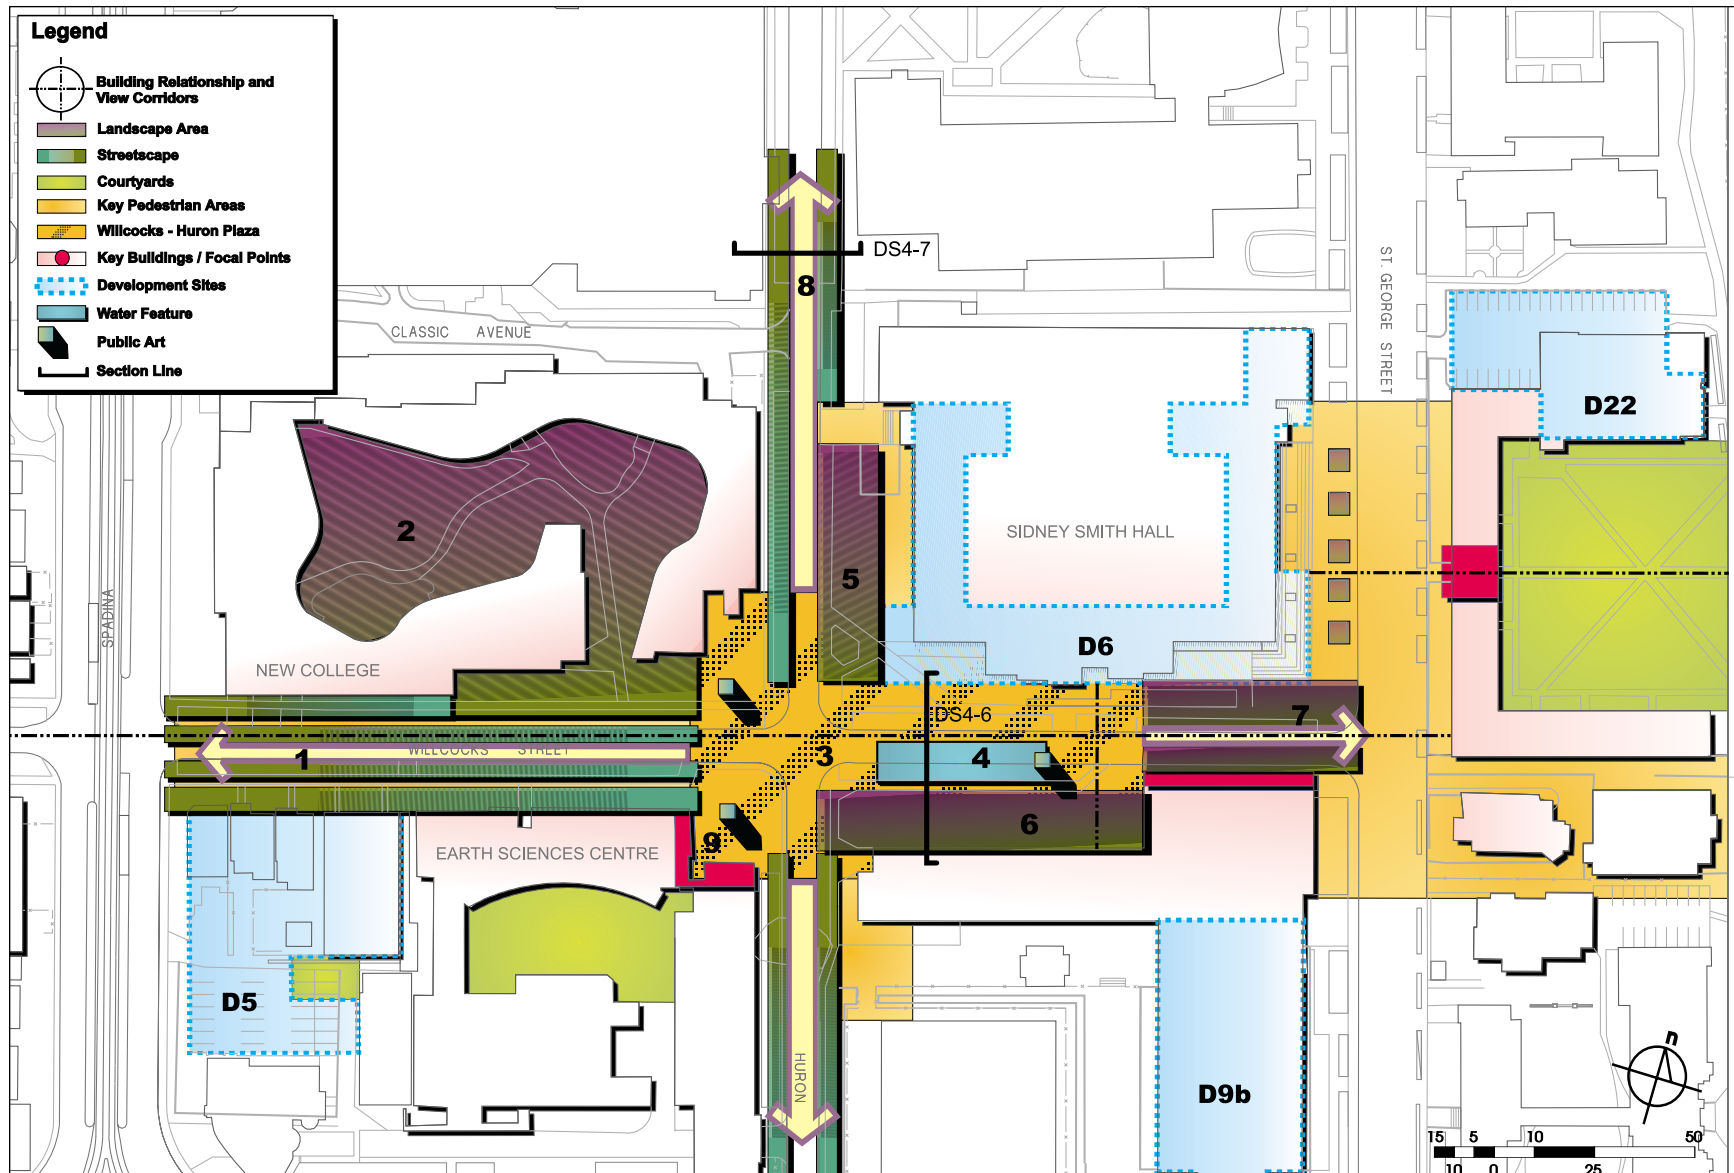 Legend
Building Relationship and
View Corridors
Landscape Area
Streetscape
Courtyards
Key Pedestrian Areas
Willcocks - Huron Plaza
Key Buildings / Focal Points
Development Sites
Water Feature
Public Art
Section Line
DS4-7
8
CLASSIC AVENUE
ST. GEORGE STREET
D22
2
5
SIDNEY SMITH HALL
SPADINA
NEW COLLEGE
D6
DS4-6
7
1
WILLCOCKS STREET
3
4
6
9
EARTH SCIENCES CENTRE
D5
HURON
D9b
n
15 5 10 50
10 0 25